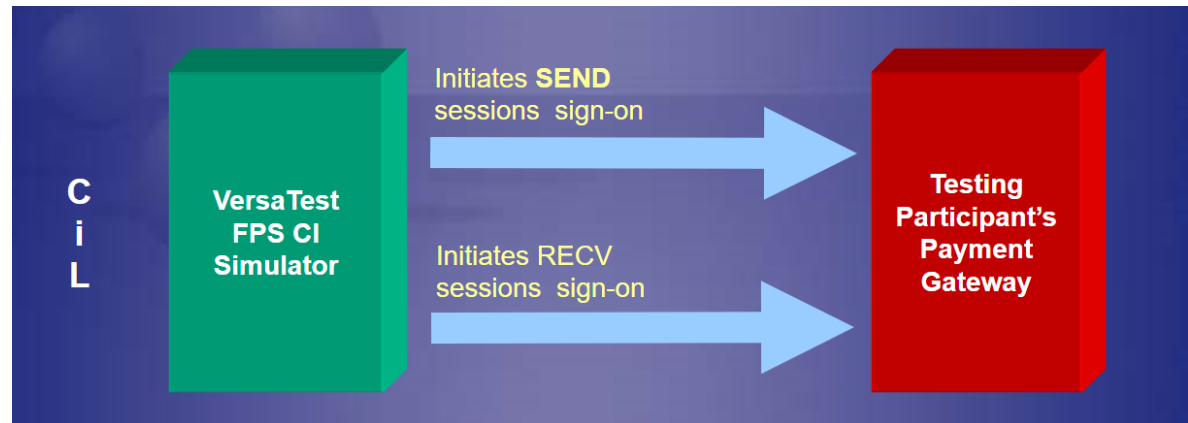 C
i
L
VersaTest
FPS CI
Simulator
Initiates SEND
sessions sign-on
Initiates RECV
sessions sign-on
Testing
Participant’s
Payment
Gateway